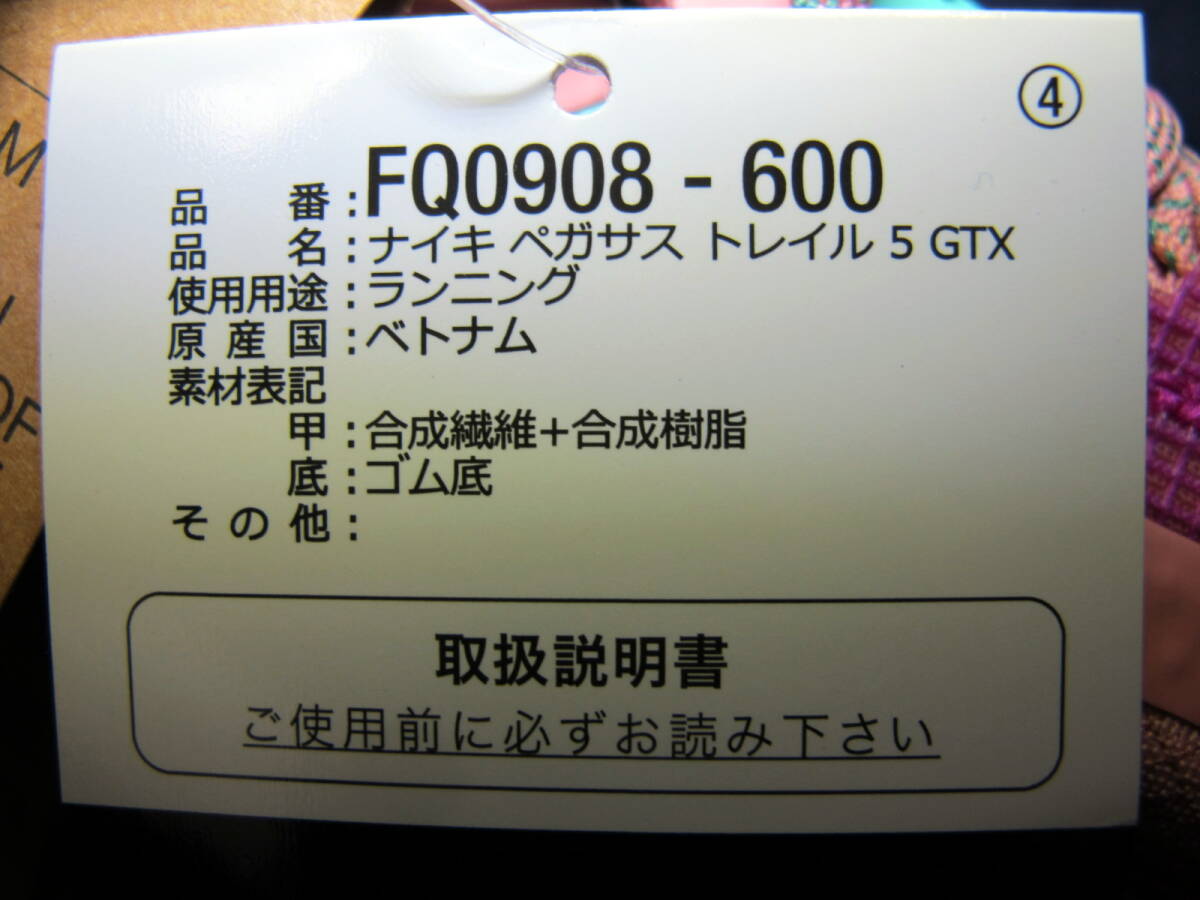 ④
品番:FQ0908 - 600
品名:ナイキ ペガサス トレイル 5 GTX
使用用途:ランニング
原産国:ベトナム
素材表記
甲:合成繊維+合成樹脂
底:ゴム底
その他:
取扱説明書
ご使用前に必ずお読み下さい
M
OF